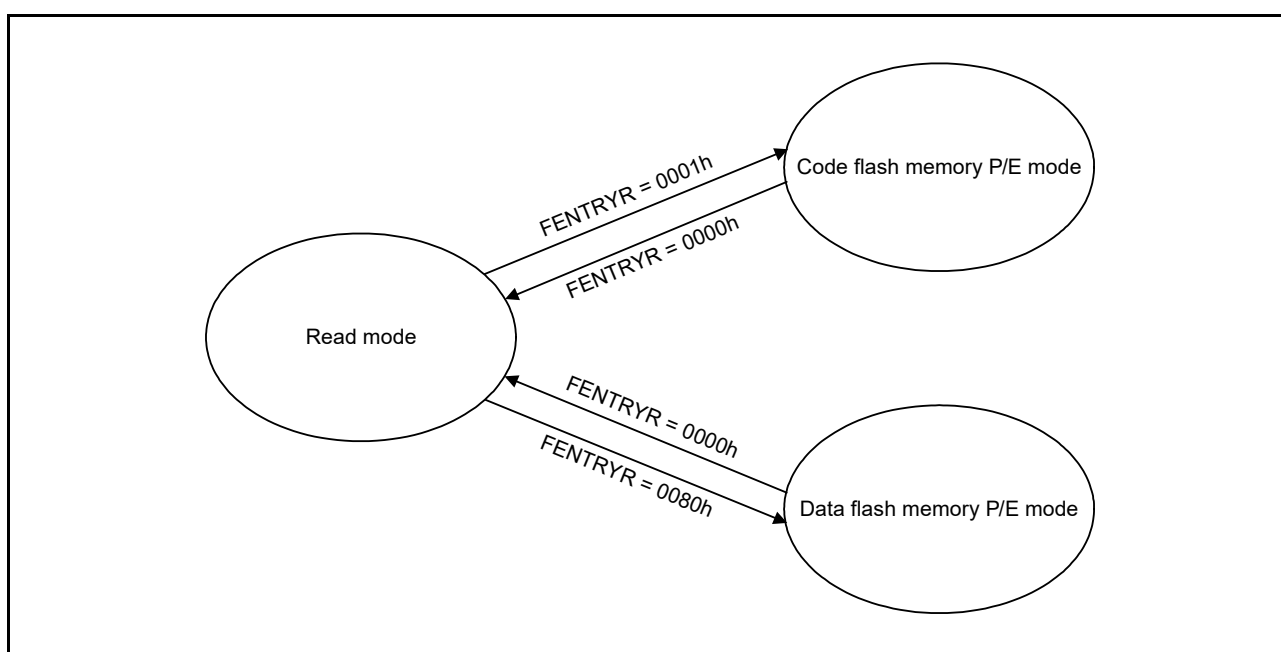 Code flash memory P/E mode
FENTRYR = 0001h
FENTRYR = 0000h
Read mode
FENTRYR = 0000h
FENTRYR = 0080h
Data flash memory P/E mode